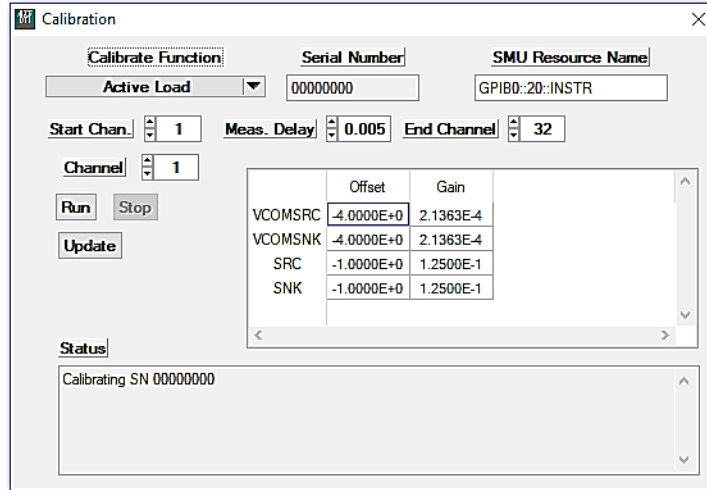 Calibration
Calibrate Function Serial Number SMU Resource Name
Active Load 00000000 GPIB0::20::INSTR
Start Chan. 1 Meas. Delay 0.005 End Channel 32
Channel 1
Run Stop
Update
Offset Gain
VCOMSRC -4.0000E+0 2.1363E-4
VCOMSNK -4.0000E+0 2.1363E-4
SRC -1.0000E+0 1.2500E-1
SNK -1.0000E+0 1.2500E-1
Status
Calibrating SN 00000000